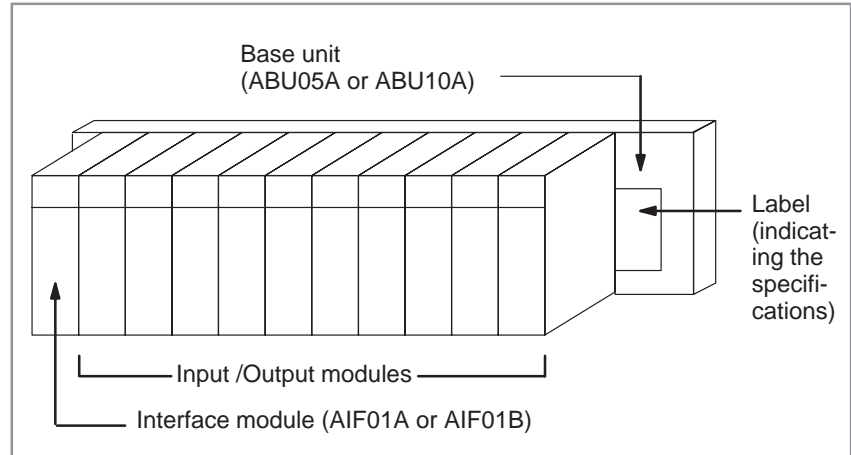 Base unit
(ABU05A or ABU10A)
Label
(indicat-
ing the
specifi-
cations)
Input /Output modules
Interface module (AIF01A or AIF01B)